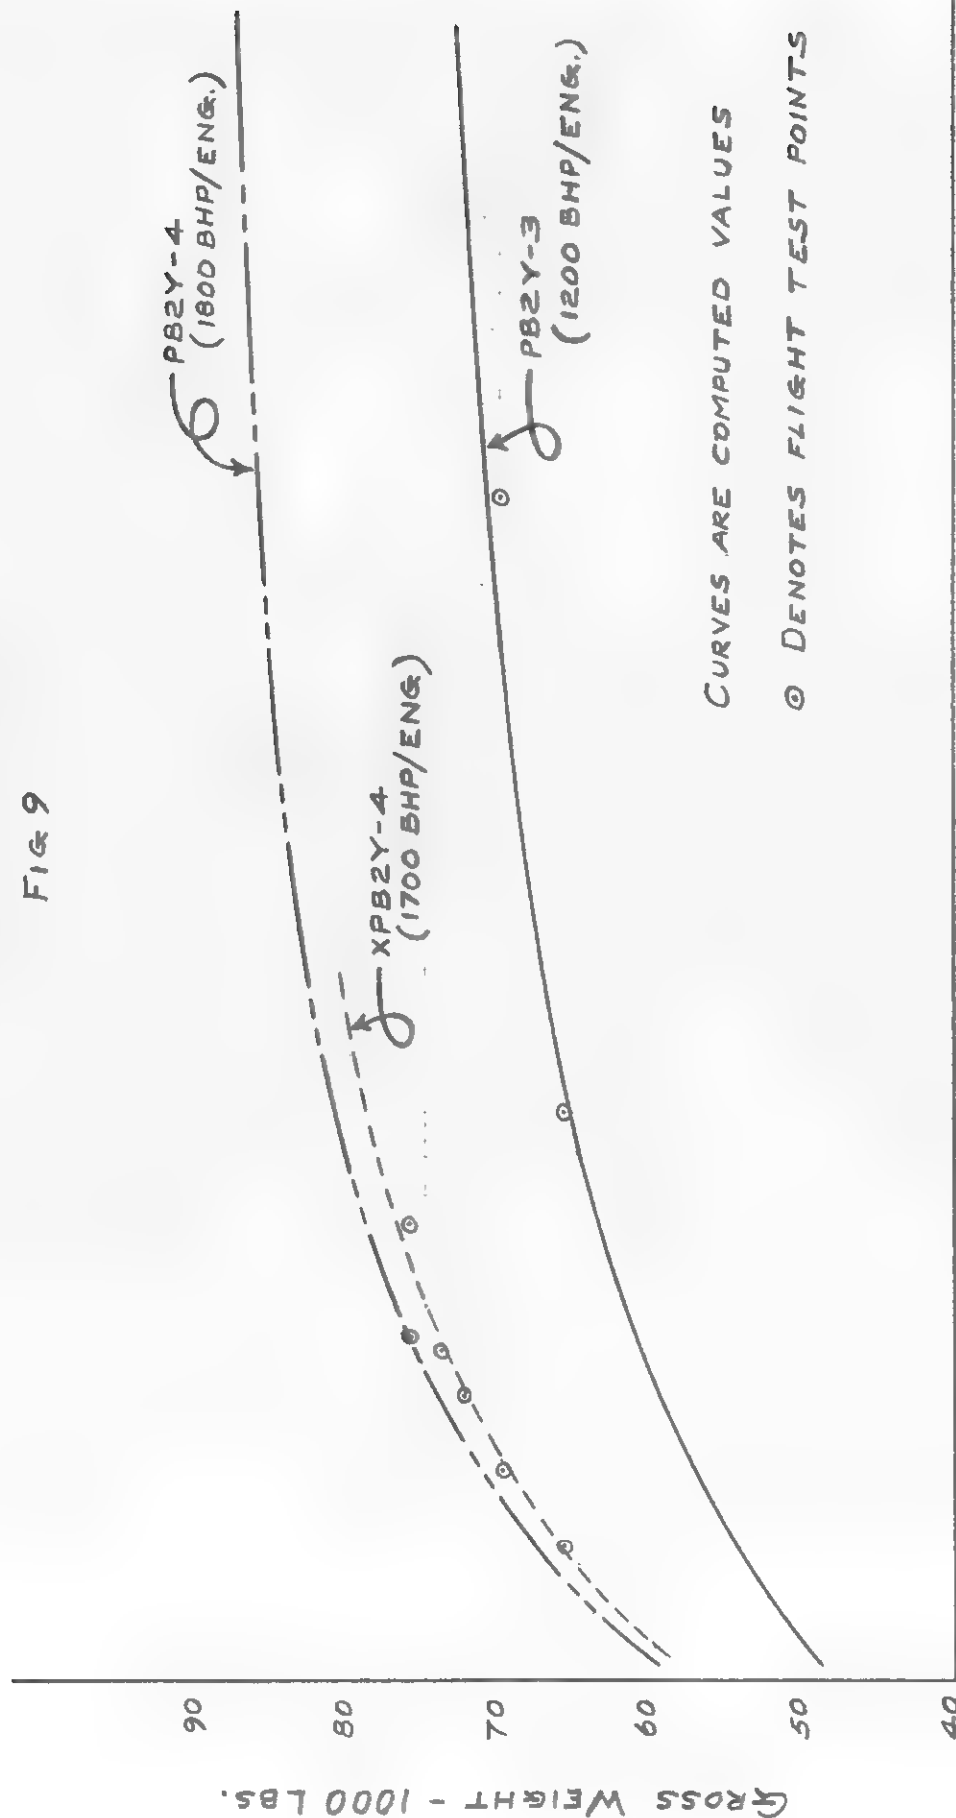 FIG 9
PB2Y-4
(1800 BHP/ENG.)
XPB2Y-4
(1700 BHP/ENG)
PB2Y-3
(1200 BHP/ENG.)
CURVES ARE COMPUTED VALUES
⊙ DENOTES FLIGHT TEST POINTS
GROSS WEIGHT - 1000 LBS.
90
80
70
60
50
40